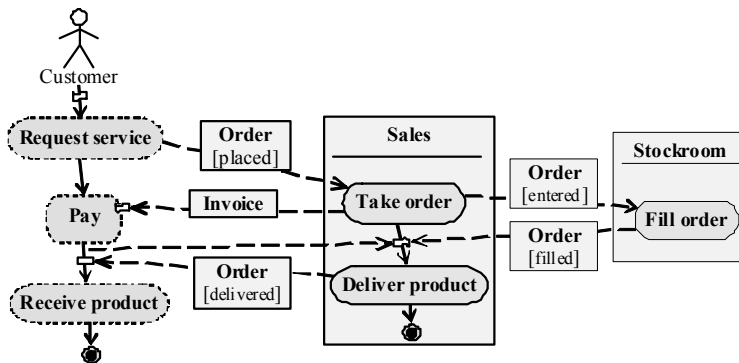 Customer
Request service
Order
[placed]
Sales
Stockroom
Order
[entered]
Pay
Invoice
Take order
Fill order
Order
[filled]
Order
[delivered]
Receive product
Deliver product